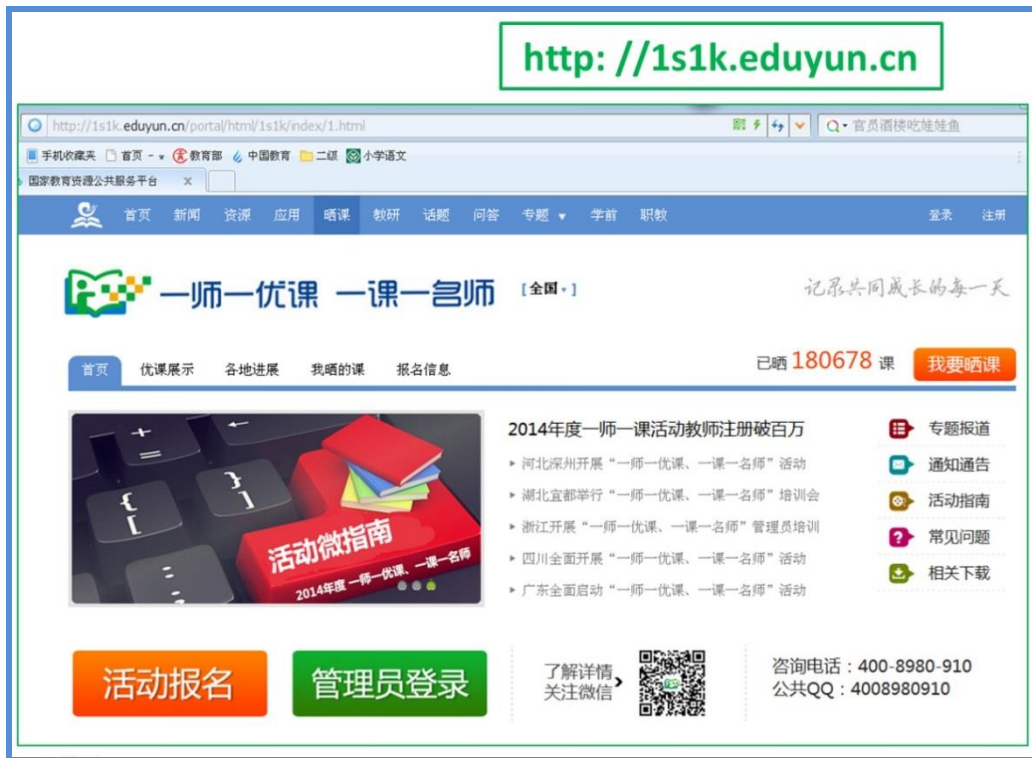 http: //1s1k.eduyun.cn
http://1s1k.eduyun.cn/portal/html/1s1k/index/1.html
官员酒楼吃娃娃鱼
手机收藏夹 首页 - 教育部 中国教育 二级 小学语文
国家教育资源公共服务平台 x
首页 新闻 资源 应用 晒课 教研 话题 问答 专题 学前 职教 登录 注册
一师一优课 一课一名师 [全国]
记录共同成长的每一天
首页 优课展示 各地进展 我晒的课 报名信息 已晒 180678 课 我要晒课
2014年度一师一课活动教师注册破百万
河北深州开展“一师一优课、一课一名师”活动
湖北宜都举行“一师一优课、一课一名师”培训会
浙江开展“一师一优课、一课一名师”管理员培训
四川全面开展“一师一优课、一课一名师”活动
广东全面启动“一师一优课、一课一名师”活动
专题报道
通知通告
活动指南
常见问题
相关下载
活动微指南
2014年度 一师一优课、一课一名师
活动报名
管理员登录
了解详情
关注微信
咨询电话：400-8980-910
公共QQ：4008980910